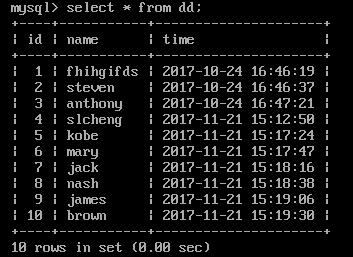 mysql> select * from dd;
+----+----------+---------------------+
| id | name     | time                |
+----+----------+---------------------+
|  1 | fhihgifds | 2017-10-24 16:46:19 |
|  2 | steven   | 2017-10-24 16:46:37 |
|  3 | anthony  | 2017-10-24 16:47:21 |
|  4 | slcheng  | 2017-11-21 15:12:50 |
|  5 | kobe     | 2017-11-21 15:17:24 |
|  6 | mary     | 2017-11-21 15:17:47 |
|  7 | jack     | 2017-11-21 15:18:16 |
|  8 | nash     | 2017-11-21 15:18:38 |
|  9 | james    | 2017-11-21 15:19:06 |
| 10 | brown    | 2017-11-21 15:19:30 |
+----+----------+---------------------+
10 rows in set (0.00 sec)